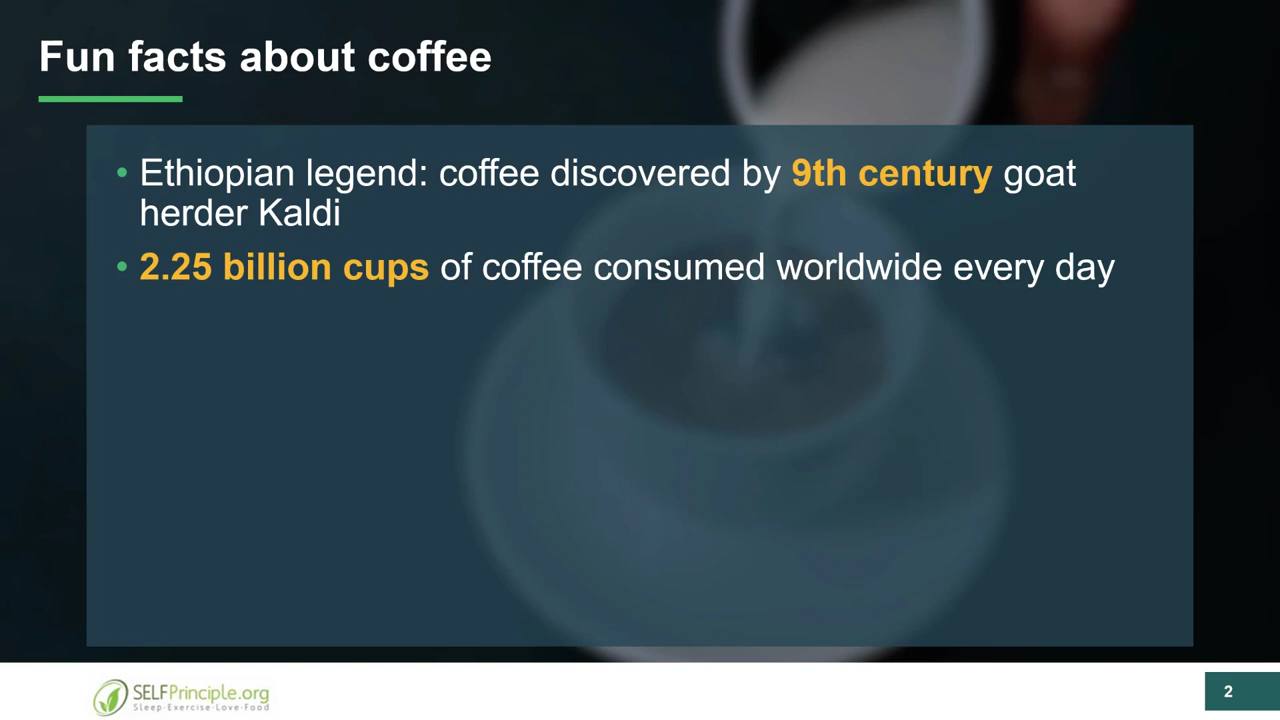 Fun facts about coffee
• Ethiopian legend: coffee discovered by 9th century goat
herder Kaldi
• 2.25 billion cups of coffee consumed worldwide every day
SELFPrinciple.org
Sleep-Exercise-Love-Food
2